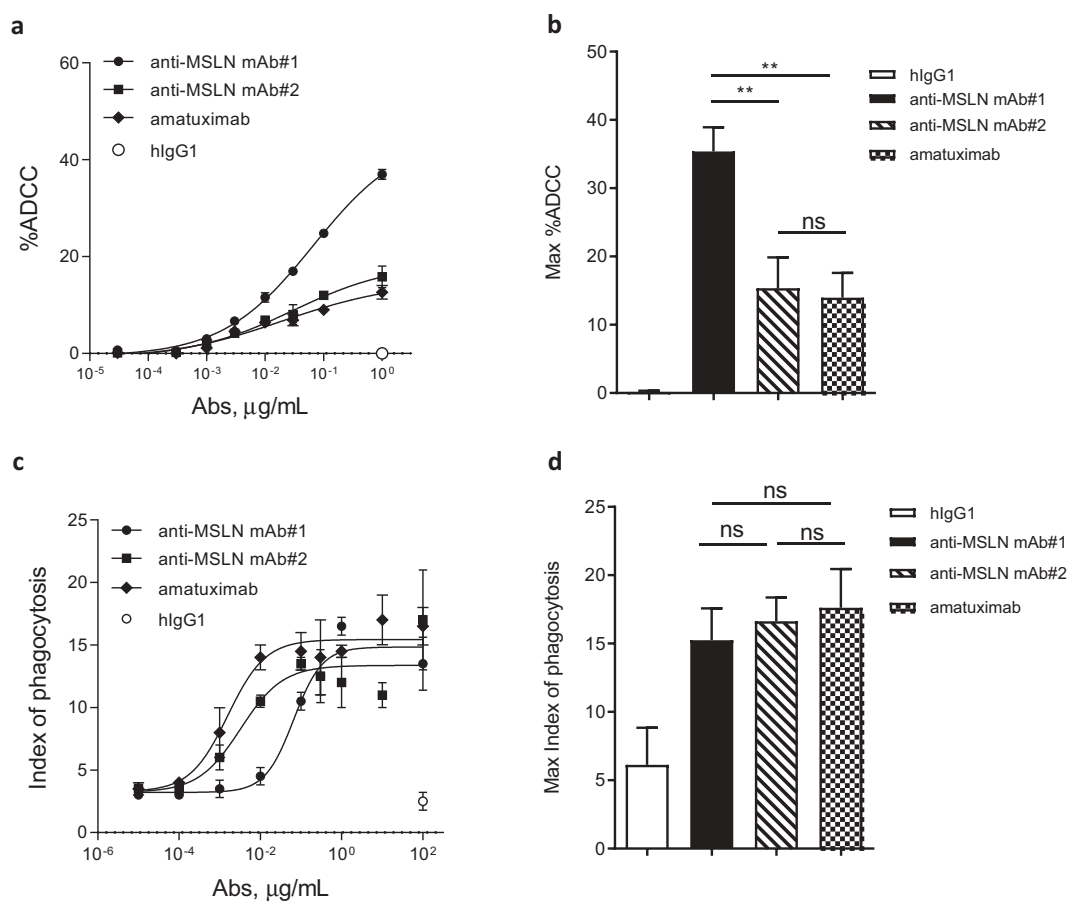 a
anti-MSLN mAb#1
anti-MSLN mAb#2
amatuximab
hIgG1
60
40
20
0
%ADCC
10-5
10-4
10-3
10-2
10-1
100
Abs, µg/mL
b
50
40
30
20
10
0
Max %ADCC
**
**
ns
hIgG1
anti-MSLN mAb#1
anti-MSLN mAb#2
amatuximab
c
anti-MSLN mAb#1
anti-MSLN mAb#2
amatuximab
hIgG1
25
20
15
10
5
0
Index of phagocytosis
10-6
10-4
10-2
100
102
Abs, µg/mL
d
25
20
15
10
5
0
Max Index of phagocytosis
ns
ns
ns
hIgG1
anti-MSLN mAb#1
anti-MSLN mAb#2
amatuximab